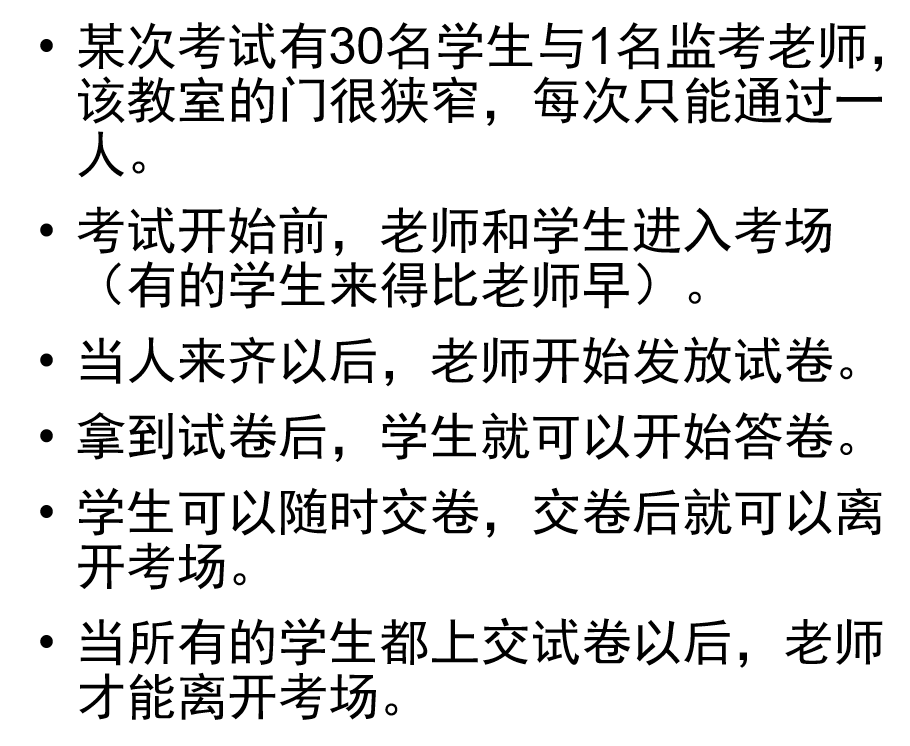 • 某次考试有30名学生与1名监考老师，
该教室的门很狭窄，每次只能通过一
人。
• 考试开始前，老师和学生进入考场
（有的学生来得比老师早）。
• 当人来齐以后，老师开始发放试卷。
• 拿到试卷后，学生就可以开始答卷。
• 学生可以随时交卷，交卷后就可以离
开考场。
• 当所有的学生都上交试卷以后，老师
才能离开考场。